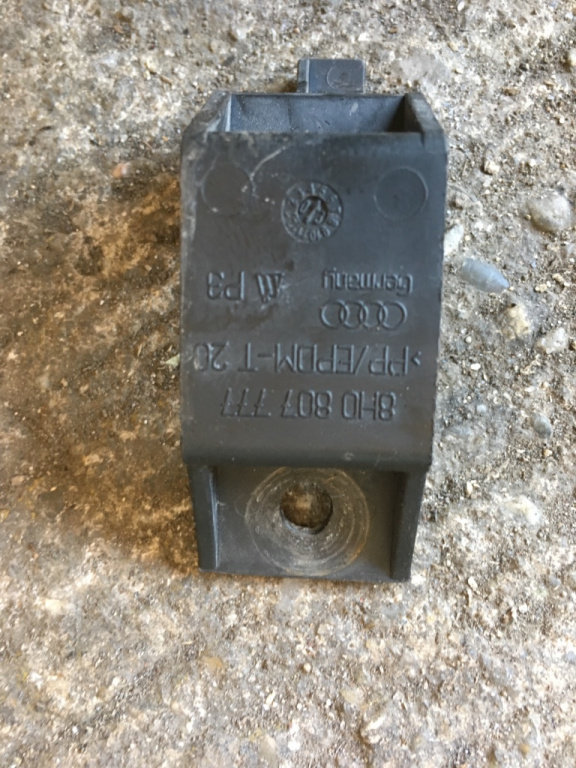 8H0 807 777
>PP/EPDM-T 20
Germany
P3